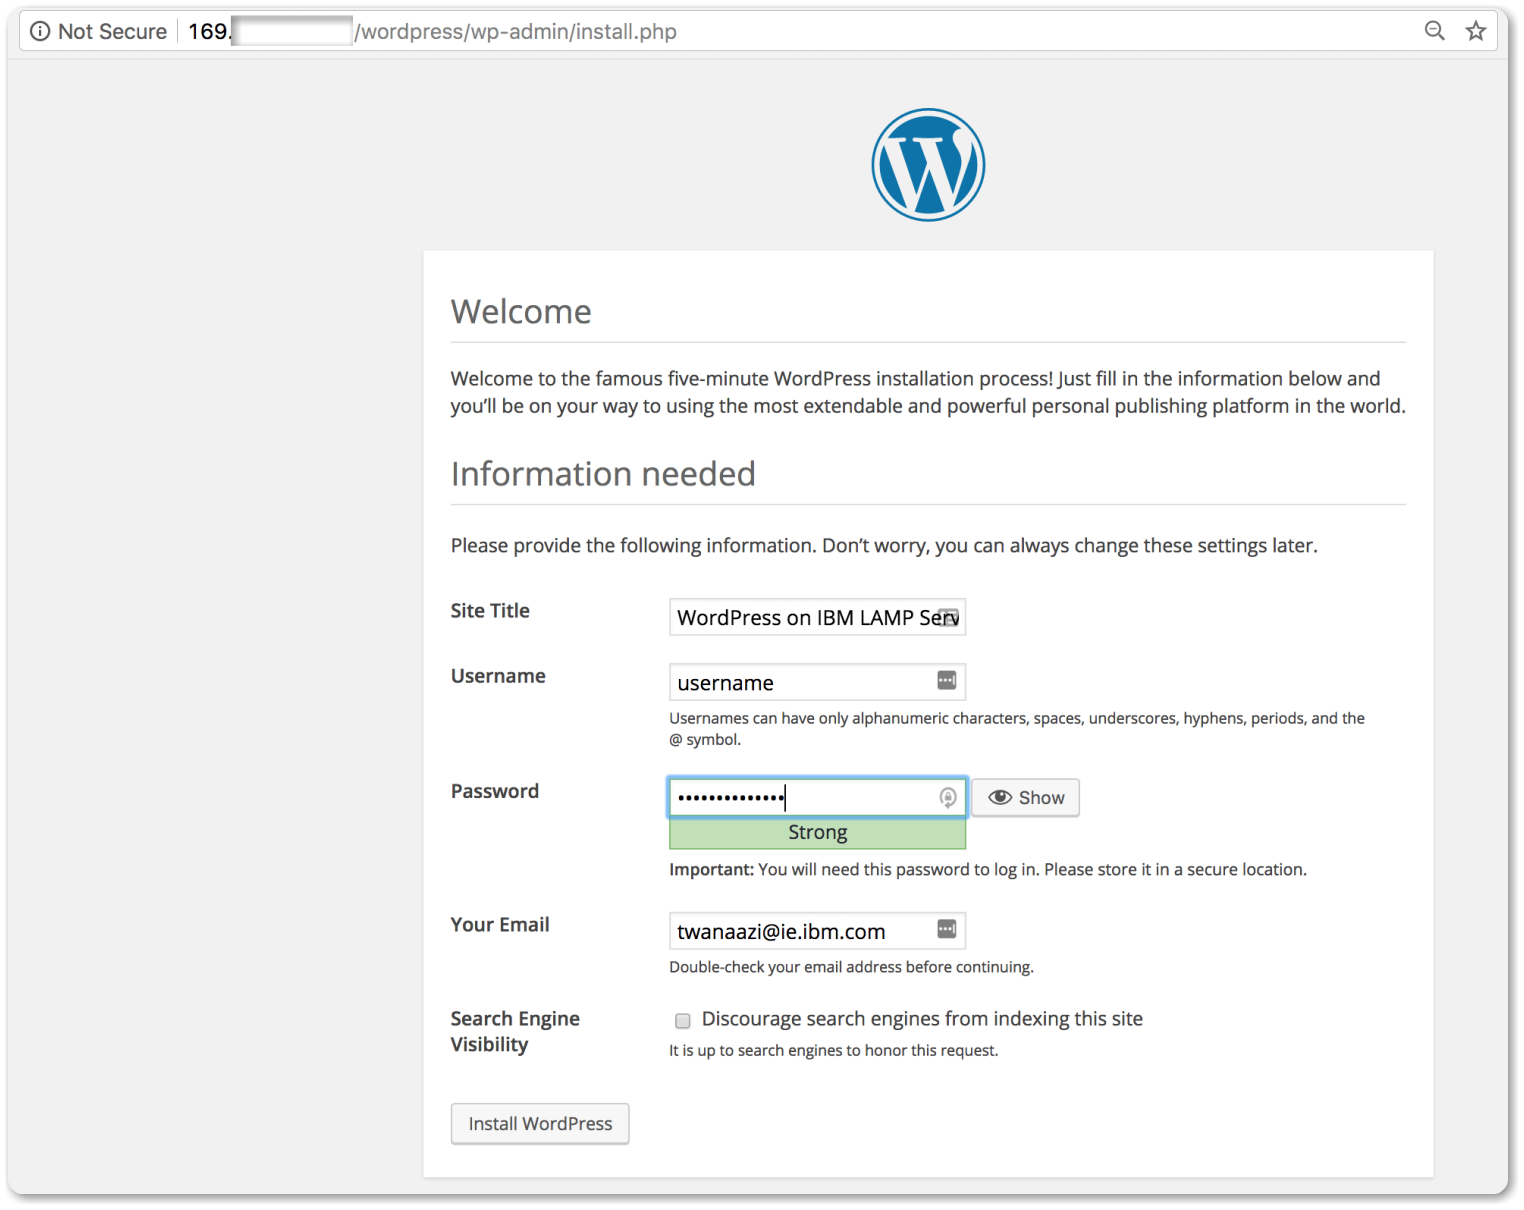 Not Secure 169. /wordpress/wp-admin/install.php
Welcome
Welcome to the famous five-minute WordPress installation process! Just fill in the information below and
you’ll be on your way to using the most extendable and powerful personal publishing platform in the world.
Information needed
Please provide the following information. Don’t worry, you can always change these settings later.
Site Title
WordPress on IBM LAMP Serv
Username
username
Usernames can have only alphanumeric characters, spaces, underscores, hyphens, periods, and the
@ symbol.
Password
••••••••••••••
Show
Strong
Important: You will need this password to log in. Please store it in a secure location.
Your Email
twanaazi@ie.ibm.com
Double-check your email address before continuing.
Search Engine
Visibility
Discourage search engines from indexing this site
It is up to search engines to honor this request.
Install WordPress